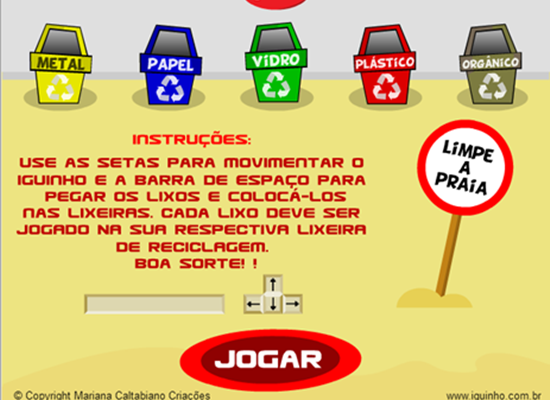 METAL
PAPEL
VIDRO
PLÁSTICO
ORGÂNICO
INSTRUÇÕES:
USE AS SETAS PARA MOVIMENTAR O
IGUINHO E A BARRA DE ESPAÇO PARA
PEGAR OS LIXOS E COLOCÁ-LOS
NAS LIXEIRAS. CADA LIXO DEVE SER
JOGADO NA SUA RESPECTIVA LIXEIRA
DE RECICLAGEM.
BOA SORTE! !
LIMPE
A
PRAIA
JOGAR
© Copyright Mariana Caltabiano Criações
www.iguinho.com.br